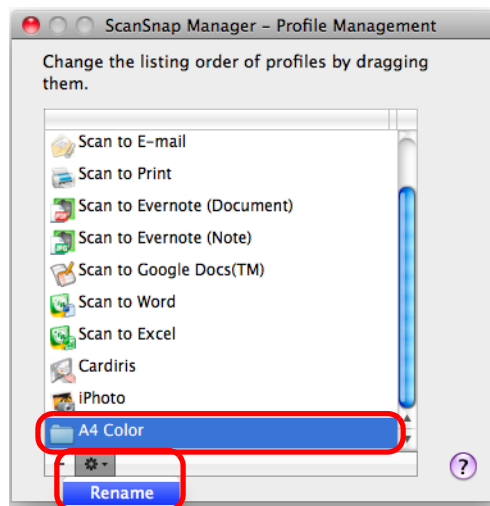 ScanSnap Manager – Profile Management
Change the listing order of profiles by dragging
them.
Scan to E-mail
Scan to Print
Scan to Evernote (Document)
Scan to Evernote (Note)
Scan to Google Docs(TM)
Scan to Word
Scan to Excel
Cardiris
iPhoto
A4 Color
–
?
Rename